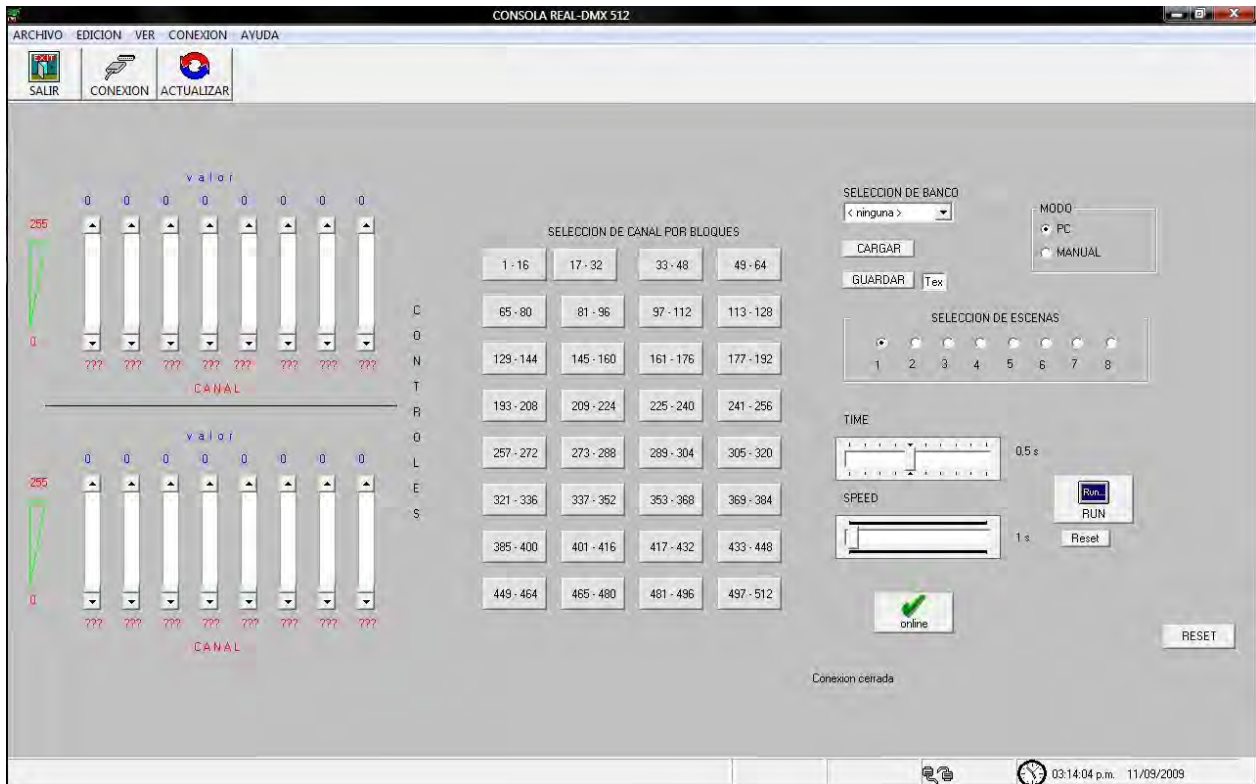 CONSOLA REAL-DMX 512
ARCHIVO EDICION VER CONEXION AYUDA
EXIT
SALIR CONEXION ACTUALIZAR
valor
0 0 0 0 0 0 0 0
255
0
??? ??? ??? ??? ??? ??? ??? ???
CANAL
valor
0 0 0 0 0 0 0 0
255
0
??? ??? ??? ??? ??? ??? ??? ???
CANAL
C
O
N
T
R
O
L
E
S
SELECCION DE CANAL POR BLOQUES
1 - 16 17 - 32 33 - 48 49 - 64
65 - 80 81 - 96 97 - 112 113 - 128
129 - 144 145 - 160 161 - 176 177 - 192
193 - 208 209 - 224 225 - 240 241 - 256
257 - 272 273 - 288 289 - 304 305 - 320
321 - 336 337 - 352 353 - 368 369 - 384
385 - 400 401 - 416 417 - 432 433 - 448
449 - 464 465 - 480 481 - 496 497 - 512
SELECCION DE BANCO
< ninguna >
CARGAR
GUARDAR Tex
MODO
PC
MANUAL
SELECCION DE ESCENAS
1 2 3 4 5 6 7 8
TIME
0.5 s
SPEED
1 s
Run...
RUN
Reset
online
RESET
Conexion cerrada
03:14:04 p.m. 11/09/2009